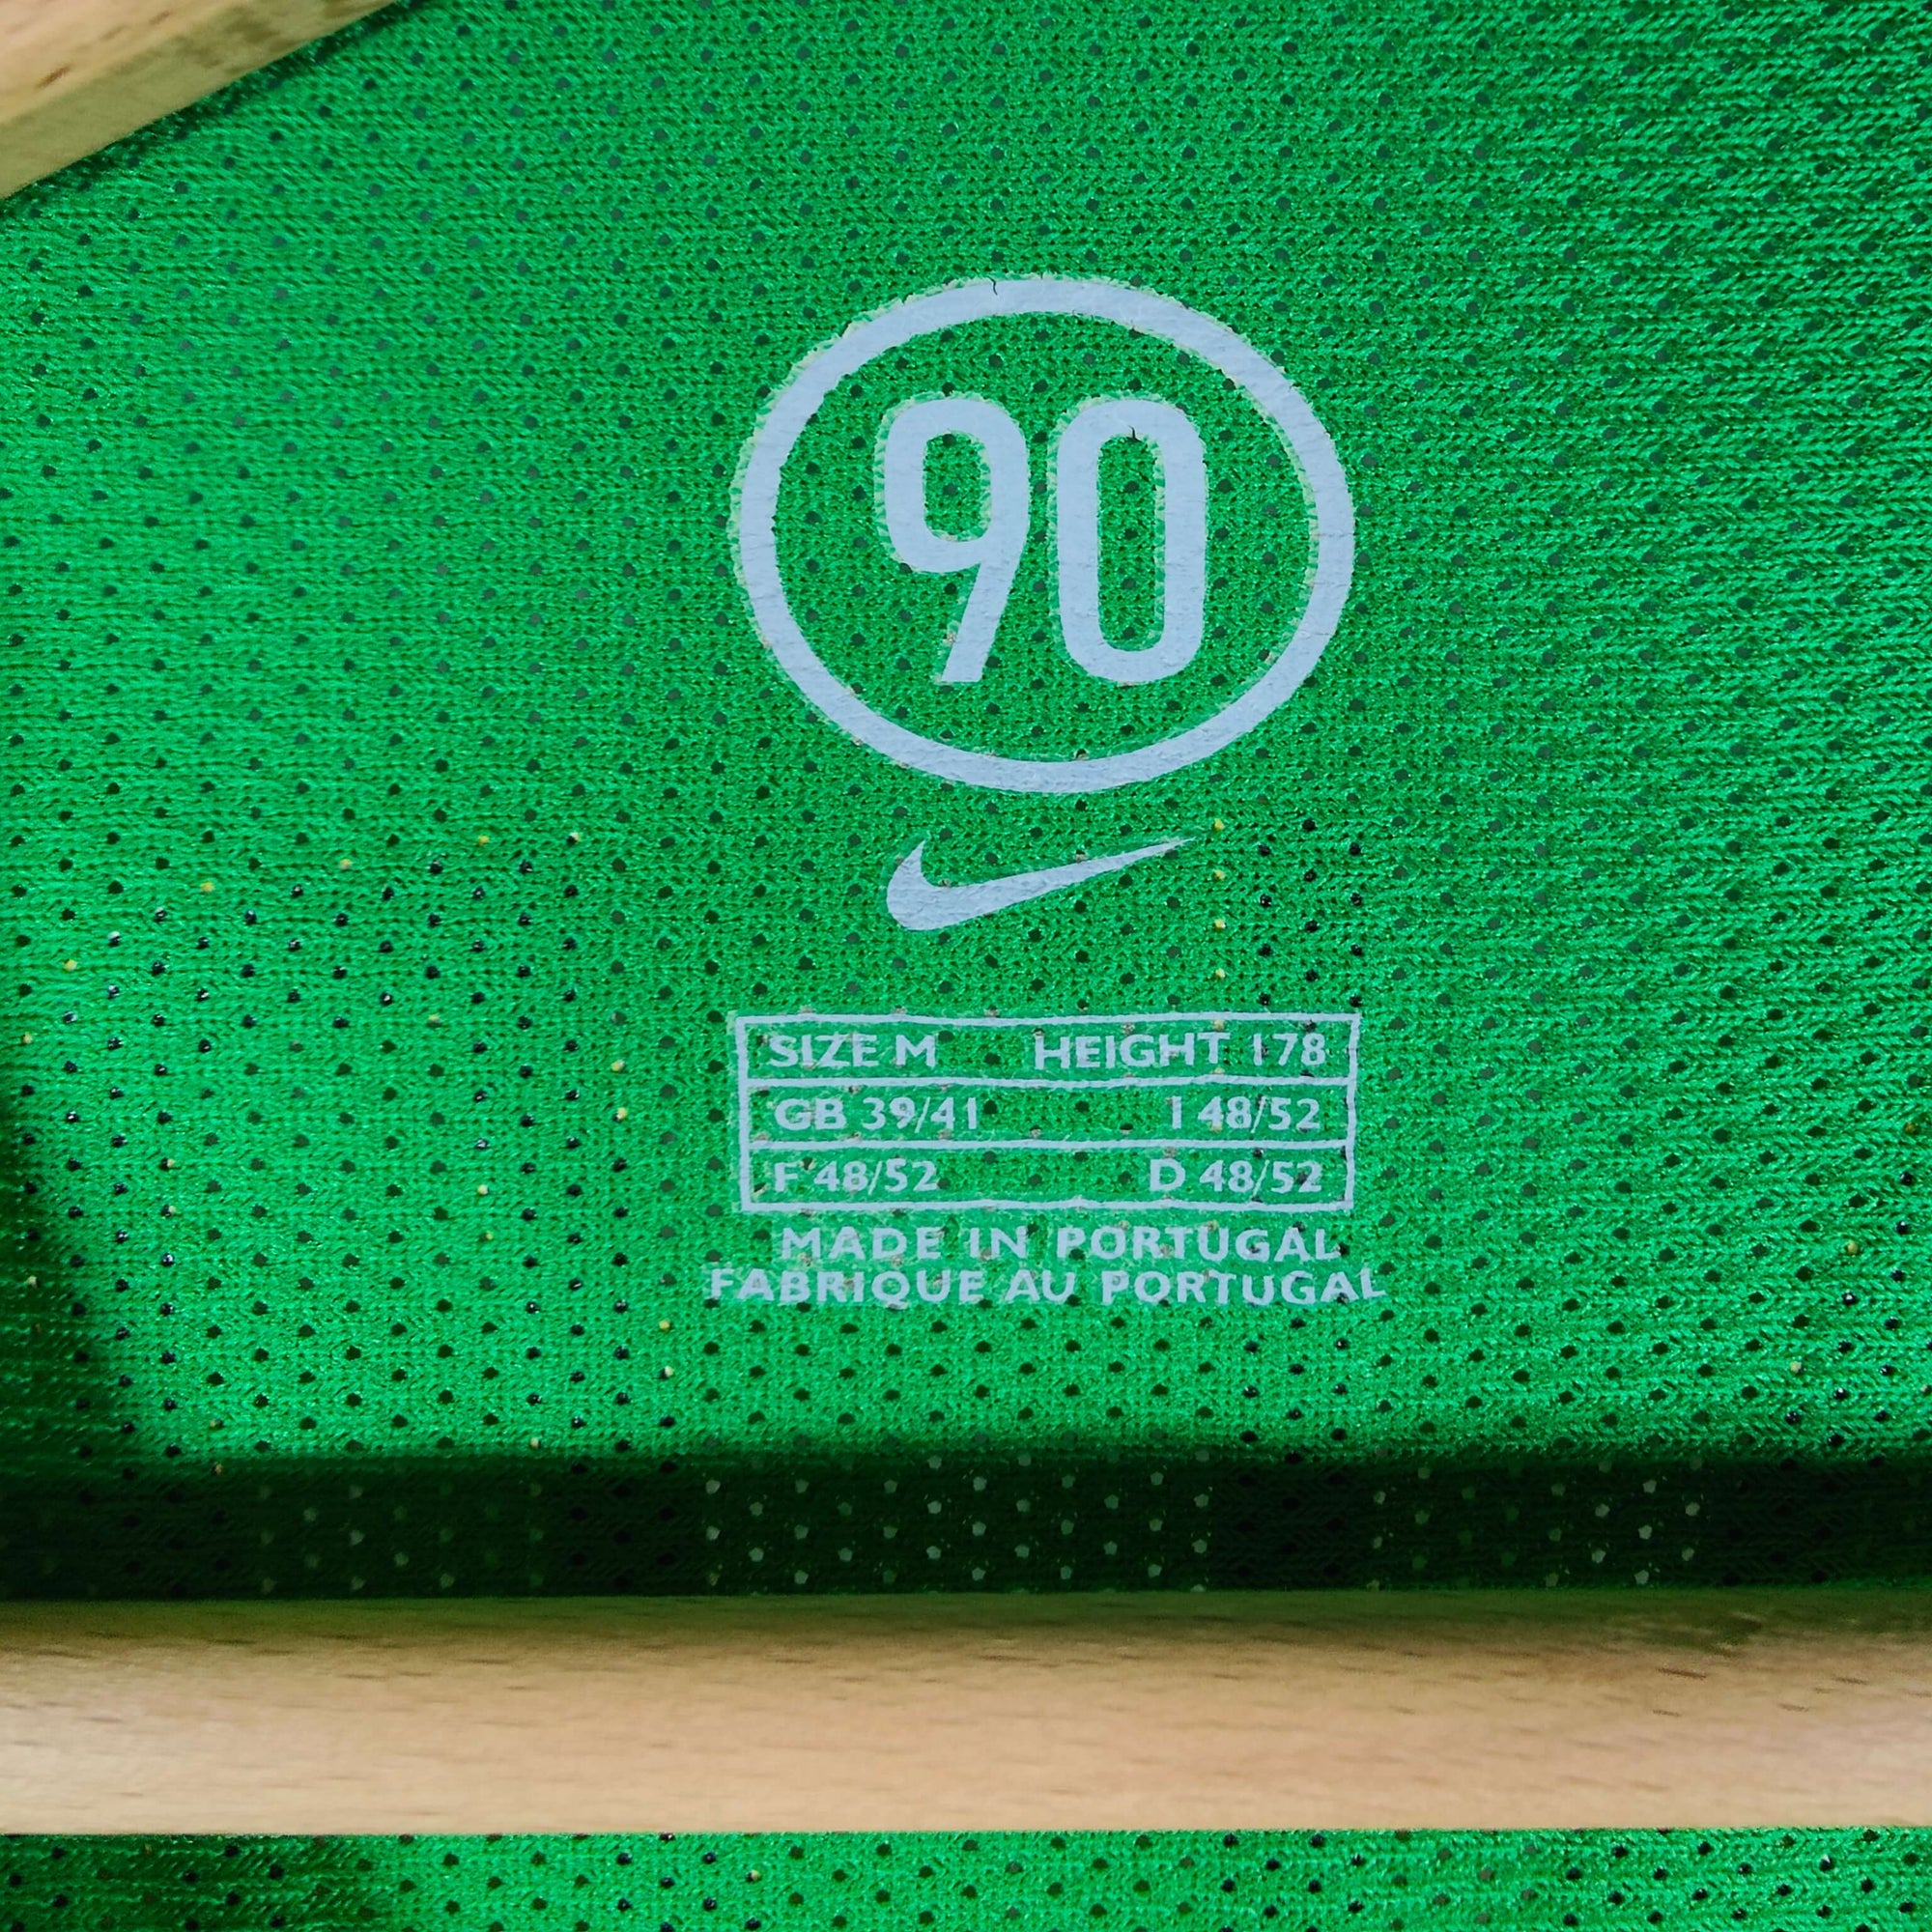 90
SIZE M HEIGHT 178
GB 39/41 I 48/52
F 48/52 D 48/52
MADE IN PORTUGAL
FABRIQUE AU PORTUGAL